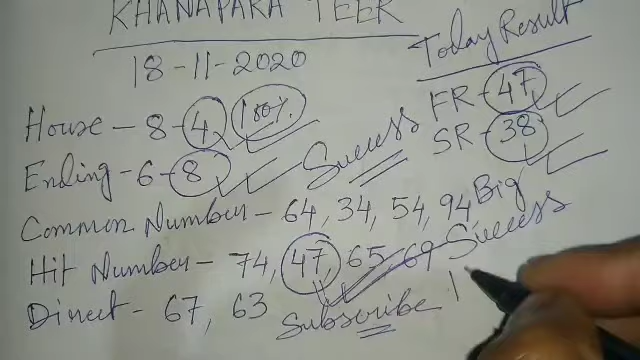 KHANAPARA TEER
18-11-2020
Today Result
FR - 47
SR - 38
House - 8 - 4 100%
Ending - 6 - 8 Success
Common Number - 64, 34, 54, 94 Big
Hit Number - 74, 47, 65, 69 Success
Direct - 67, 63 Subscribe